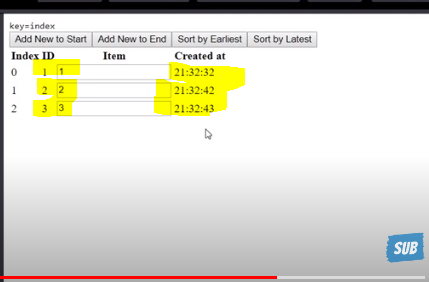 key=index
Add New to Start Add New to End Sort by Earliest Sort by Latest
Index ID Item Created at
0 1 1 21:32:32
1 2 2 21:32:42
2 3 3 21:32:43
SUB